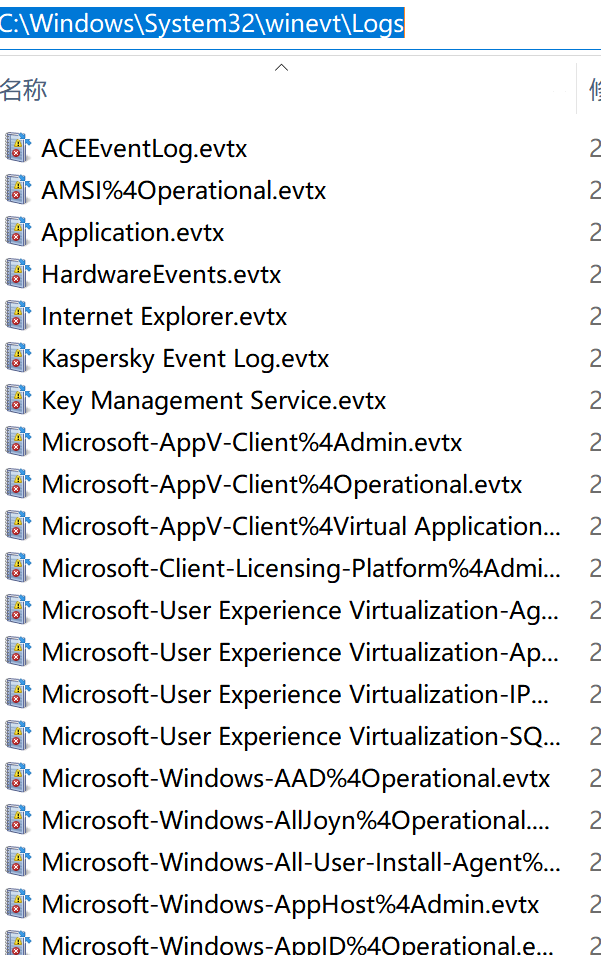 C:\Windows\System32\winevt\Logs
名称
ACEEventLog.evtx
2
AMSI%4Operational.evtx
2
Application.evtx
2
HardwareEvents.evtx
2
Internet Explorer.evtx
2
Kaspersky Event Log.evtx
2
Key Management Service.evtx
2
Microsoft-AppV-Client%4Admin.evtx
2
Microsoft-AppV-Client%4Operational.evtx
2
Microsoft-AppV-Client%4Virtual Application...
2
Microsoft-Client-Licensing-Platform%4Admi...
2
Microsoft-User Experience Virtualization-Ag...
2
Microsoft-User Experience Virtualization-Ap...
2
Microsoft-User Experience Virtualization-IP...
2
Microsoft-User Experience Virtualization-SQ...
2
Microsoft-Windows-AAD%4Operational.evtx
2
Microsoft-Windows-AllJoyn%4Operational....
2
Microsoft-Windows-All-User-Install-Agent%...
2
Microsoft-Windows-AppHost%4Admin.evtx
2
Microsoft-Windows-AppID%4Operational.e...
2